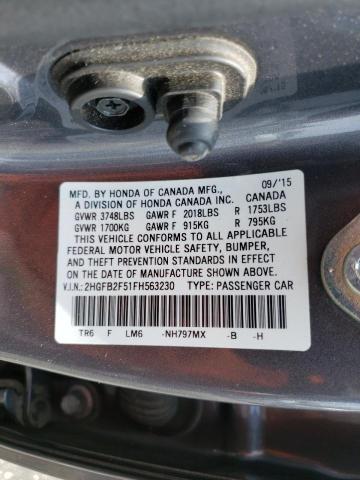 MFD. BY HONDA OF CANADA MFG., 09/'15
A DIVISION OF HONDA CANADA INC. CANADA
GVWR 3748LBS GAWR F 2018LBS R 1753LBS
GVWR 1700KG GAWR F 915KG R 795KG
THIS VEHICLE CONFORMS TO ALL APPLICABLE
FEDERAL MOTOR VEHICLE SAFETY, BUMPER,
AND THEFT PREVENTION STANDARDS IN EFFECT
ON THE DATE OF MANUFACTURE SHOWN ABOVE.
V.I.N.: 2HGFB2F51FH563230 TYPE: PASSENGER CAR
TR6 F LM6 -NH797MX -B -H